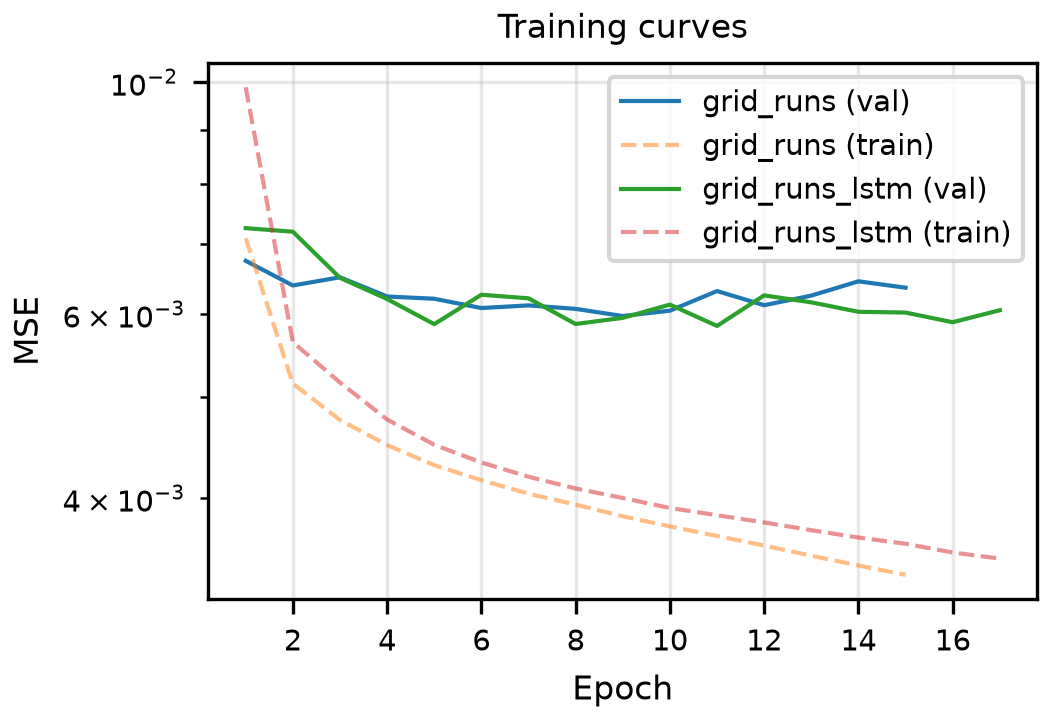 Training curves
MSE
10⁻²
6 × 10⁻³
4 × 10⁻³
grid_runs (val)
grid_runs (train)
grid_runs_lstm (val)
grid_runs_lstm (train)
2 4 6 8 10 12 14 16
Epoch